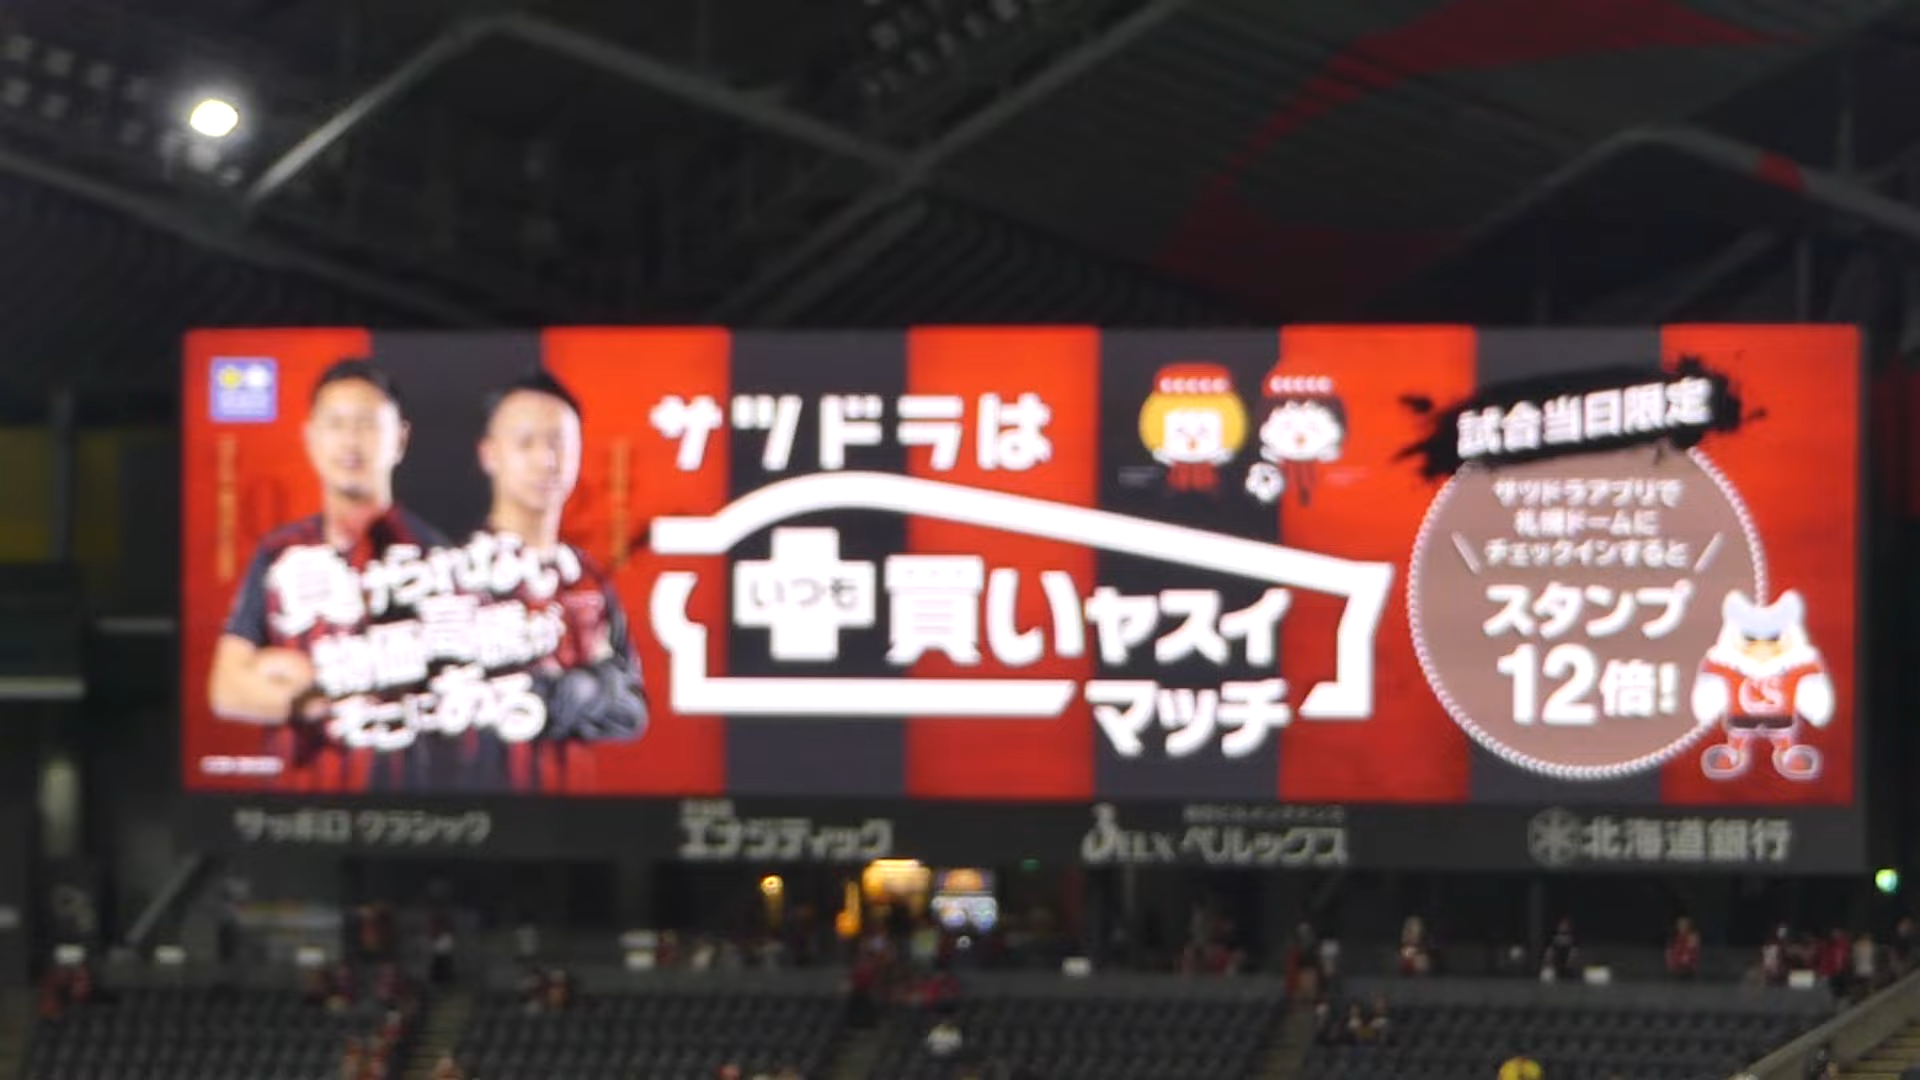 サツドラは
いつも
買いヤスイ
マッチ
負けられない
物価高騰が
そこにある
試合当日限定
サツドラアプリで
札幌ドームに
チェックインすると
スタンプ
12倍!
CS
サッポロ クラシック
エナジティック
ベルックス
北海道銀行